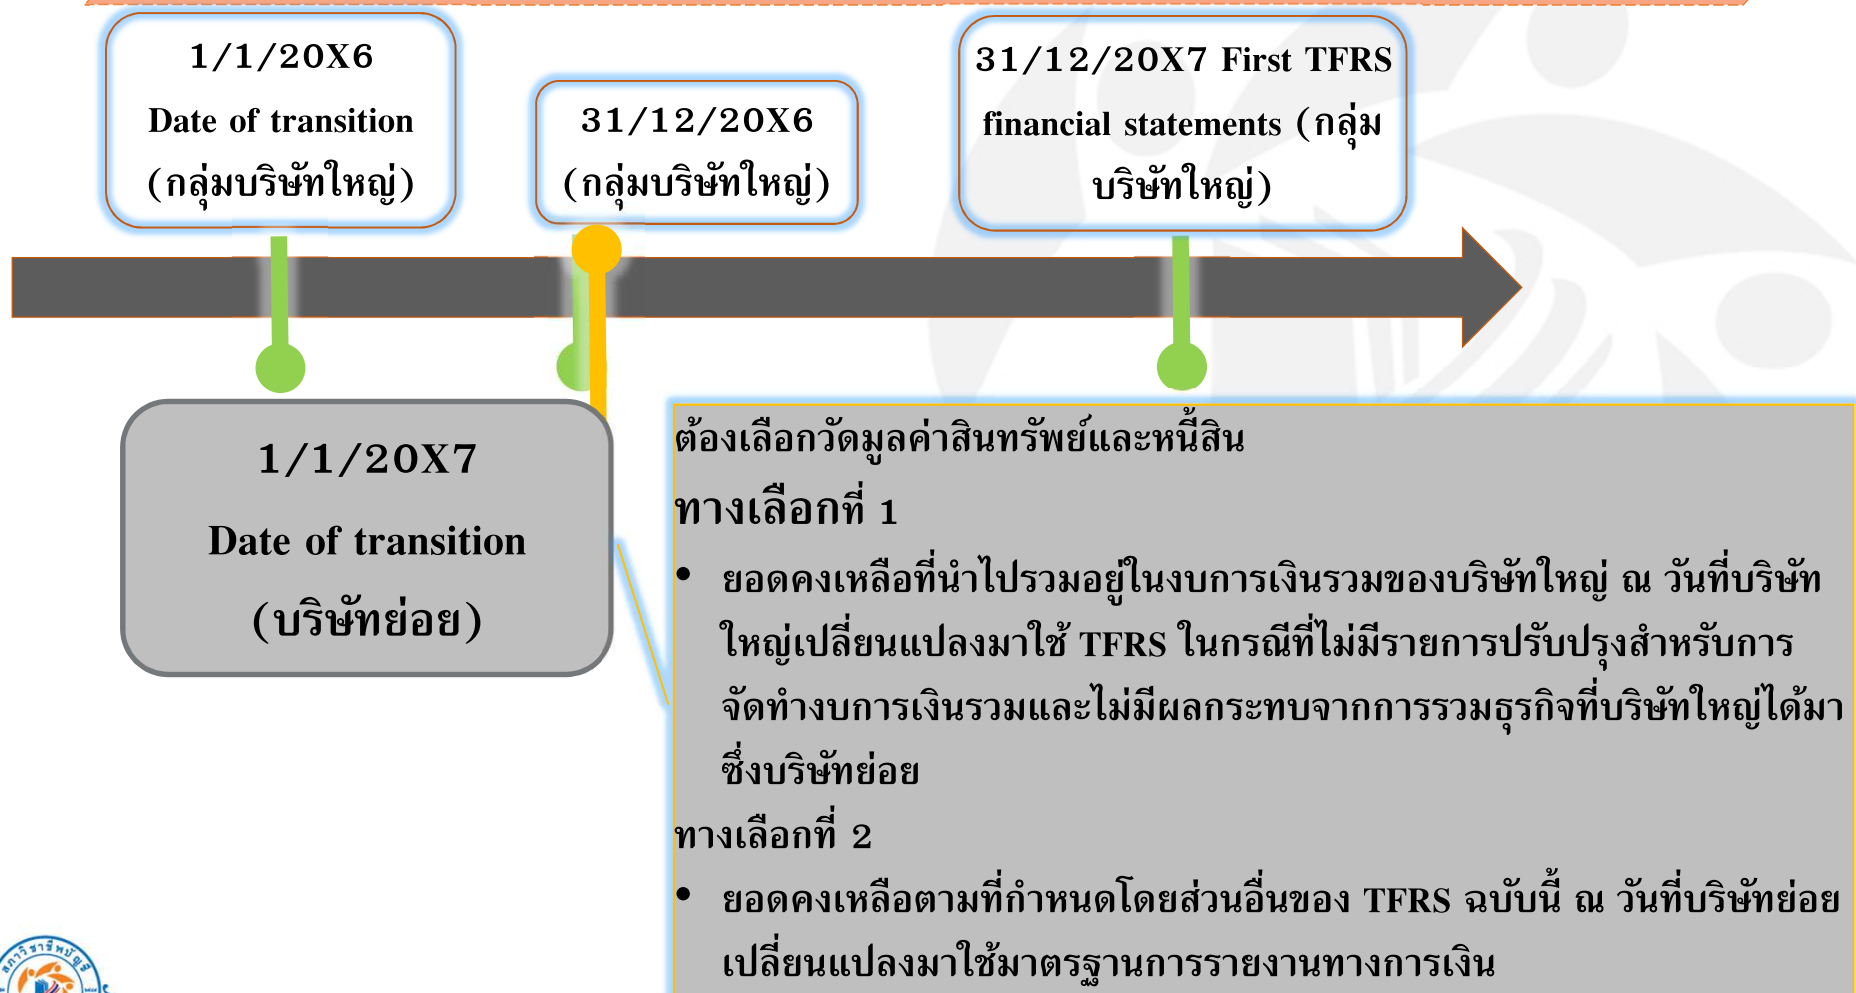 1/1/20X6
Date of transition
(กลุ่มบริษัทใหญ่)
31/12/20X6
(กลุ่มบริษัทใหญ่)
31/12/20X7 First TFRS
financial statements (กลุ่ม
บริษัทใหญ่)
1/1/20X7
Date of transition
(บริษัทย่อย)
ต้องเลือกวัดมูลค่าสินทรัพย์และหนี้สิน
ทางเลือกที่ 1
• ยอดคงเหลือที่นำไปรวมอยู่ในงบการเงินรวมของบริษัทใหญ่ ณ วันที่บริษัท
ใหญ่เปลี่ยนแปลงมาใช้ TFRS ในกรณีที่ไม่มีรายการปรับปรุงสำหรับการ
จัดทำงบการเงินรวมและไม่มีผลกระทบจากการรวมธุรกิจที่บริษัทใหญ่ได้มา
ซึ่งบริษัทย่อย
ทางเลือกที่ 2
• ยอดคงเหลือตามที่กำหนดโดยส่วนอื่นของ TFRS ฉบับนี้ ณ วันที่บริษัทย่อย
เปลี่ยนแปลงมาใช้มาตรฐานการรายงานทางการเงิน
สภาวิชาชีพบัญชี